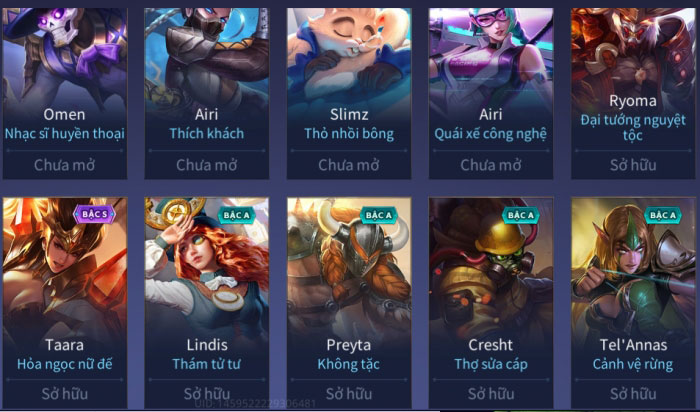 Omen
Nhạc sĩ huyền thoại
Chưa mở
Airi
Thích khách
Chưa mở
Slimz
Thỏ nhồi bông
Chưa mở
Airi
Quái xế công nghệ
Chưa mở
Ryoma
Đại tướng nguyệt
tộc
Sở hữu
BẬC S
Taara
Hỏa ngọc nữ đế
Sở hữu
BẬC A
Lindis
Thám tử tư
Sở hữu
BẬC A
Preyta
Không tặc
Sở hữu
BẬC A
Cresht
Thợ sửa cáp
Sở hữu
BẬC A
Tel'Annas
Cảnh vệ rừng
Sở hữu
DID: 1459522229306481